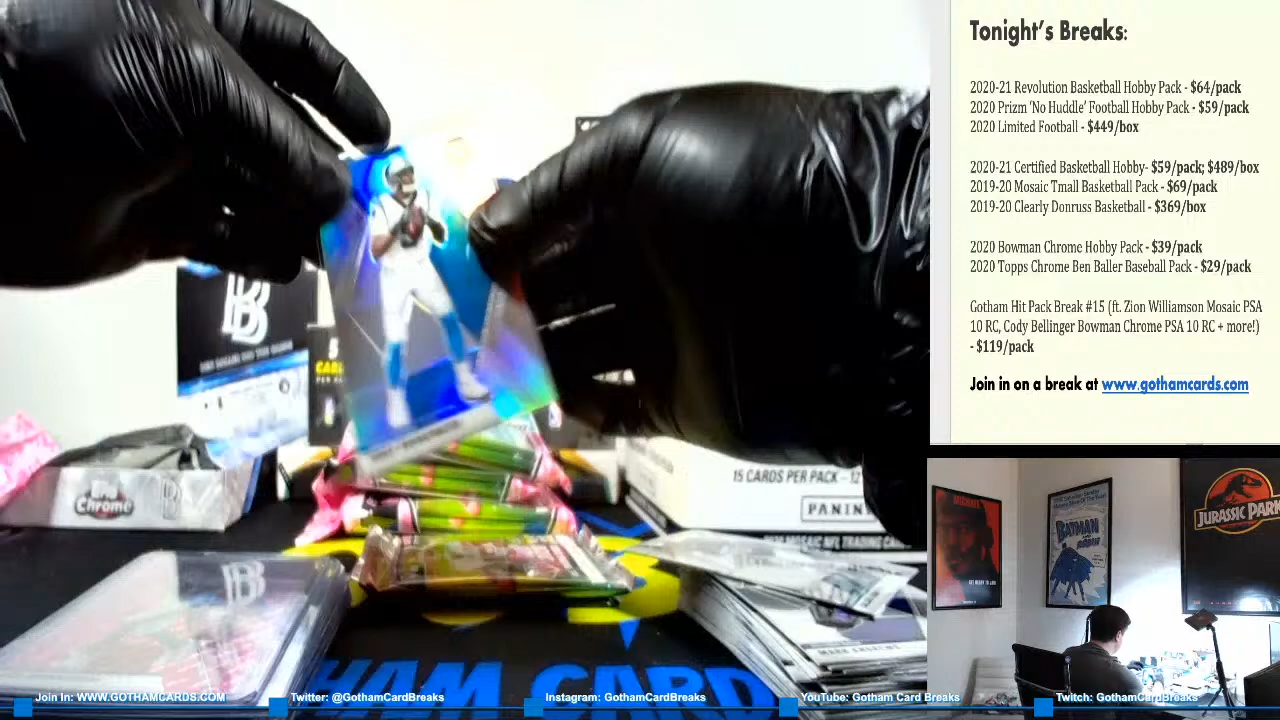 Tonight's Breaks:
2020-21 Revolution Basketball Hobby Pack - $64/pack
2020 Prizm 'No Huddle' Football Hobby Pack - $59/pack
2020 Limited Football - $449/box
2020-21 Certified Basketball Hobby- $59/pack; $489/box
2019-20 Mosaic Tmall Basketball Pack - $69/pack
2019-20 Clearly Donruss Basketball - $369/box
2020 Bowman Chrome Hobby Pack - $39/pack
2020 Topps Chrome Ben Baller Baseball Pack - $29/pack
Gotham Hit Pack Break #15 (ft. Zion Williamson Mosaic PSA
10 RC, Cody Bellinger Bowman Chrome PSA 10 RC + more!)
- $119/pack
Join in on a break at www.gothamcards.com
15 CARDS PER PACK – 12
PANINI
Chrome
BATMAN
JURASSIC PARK
HAM CARD
Join In: WWW.GOTHAMCARDS.COM
Twitter: @GothamCardBreaks
Instagram: GothamCardBreaks
YouTube: Gotham Card Breaks
Twitch: GothamCardBreaks